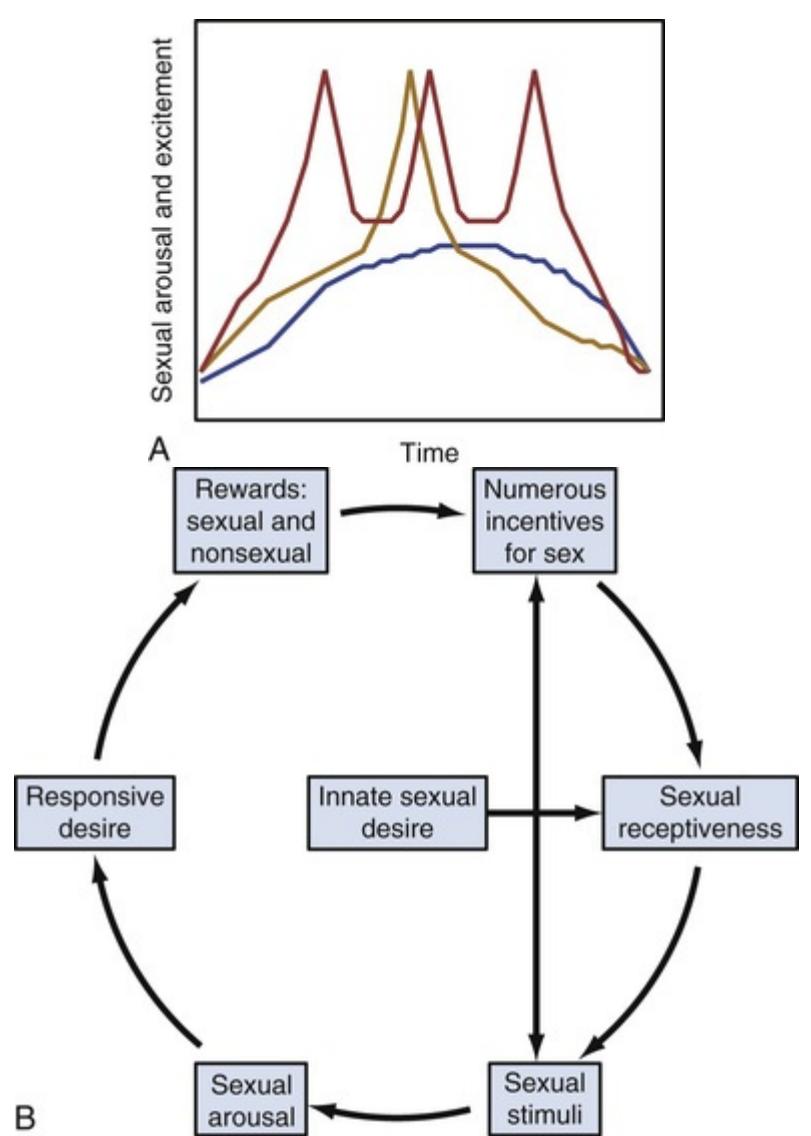 Sexual arousal and excitement
A
Time
Rewards:
sexual and
nonsexual
Numerous
incentives
for sex
Responsive
desire
Innate sexual
desire
Sexual
receptiveness
Sexual
arousal
Sexual
stimuli
B